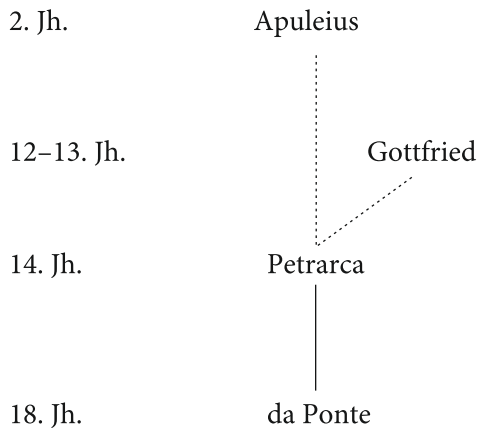 2. Jh. Apuleius
12–13. Jh. Gottfried
14. Jh. Petrarca
18. Jh. da Ponte